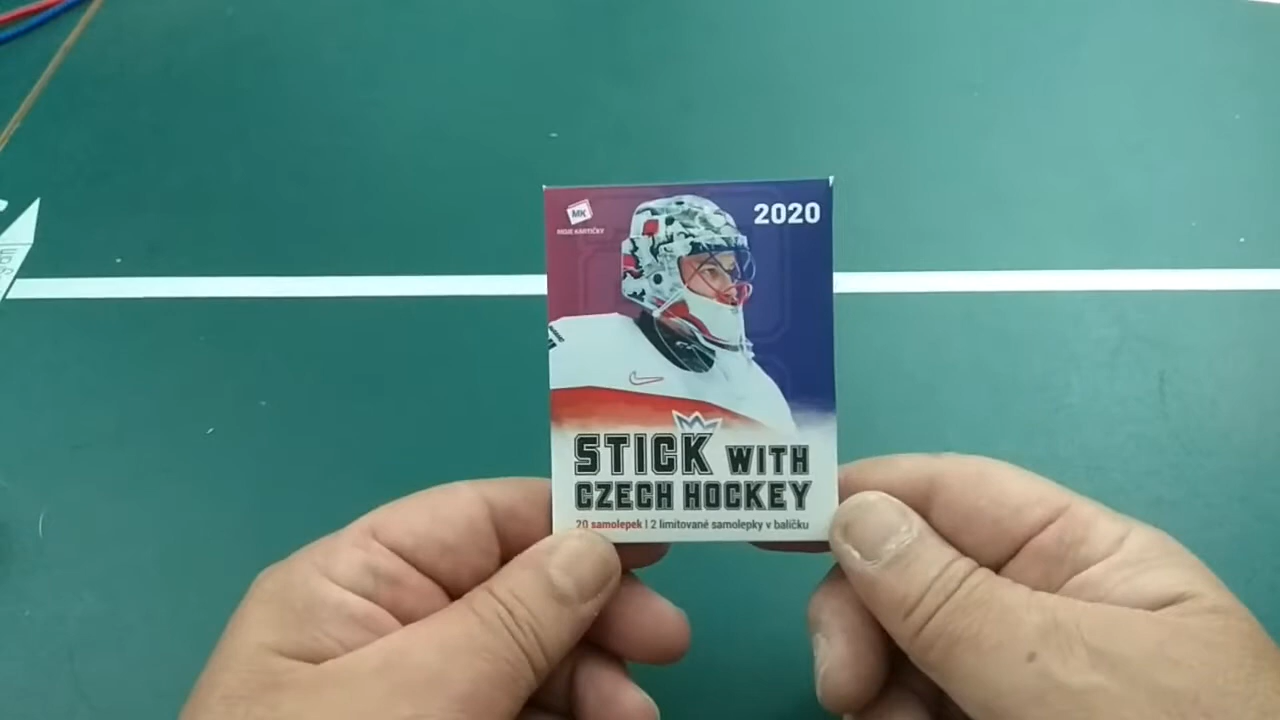 MK
MOJE KARTIČKY
2020
STICK WITH
CZECH HOCKEY
20 samolepek | 2 limitované samolepky v balíčku